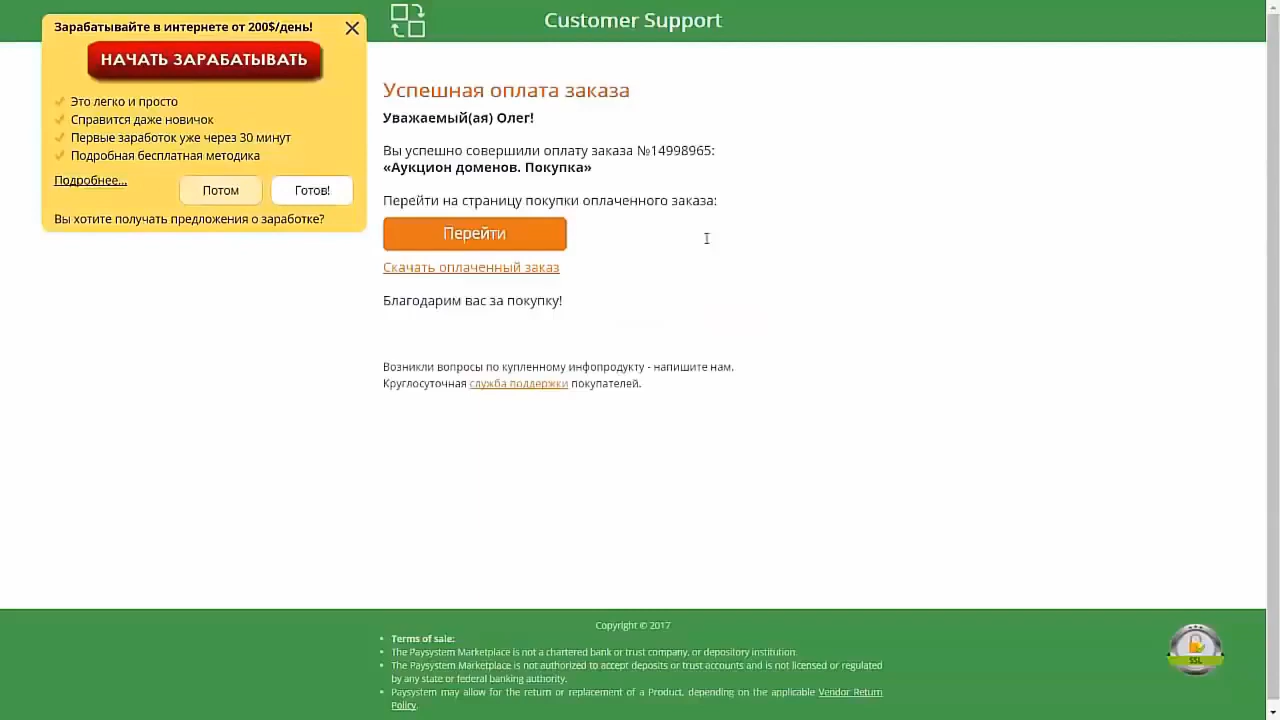 Customer Support
Зарабатывайте в интернете от 200$/день!
НАЧАТЬ ЗАРАБАТЫВАТЬ
Это легко и просто
Справится даже новичок
Первые заработок уже через 30 минут
Подробная бесплатная методика
Подробнее...
Потом
Готов!
Вы хотите получать предложения о заработке?
Успешная оплата заказа
Уважаемый(ая) Олег!
Вы успешно совершили оплату заказа №14998965:
«Аукцион доменов. Покупка»
Перейти на страницу покупки оплаченного заказа:
Перейти
Скачать оплаченный заказ
Благодарим вас за покупку!
Возникли вопросы по купленному инфопродукту - напишите нам.
Круглосуточная служба поддержки покупателей.
Copyright © 2017
Terms of sale:
The Paysystem Marketplace is not a chartered bank or trust company, or depository institution.
The Paysystem Marketplace is not authorized to accept deposits or trust accounts and is not licensed or regulated
by any state or federal banking authority.
Paysystem may allow for the return or replacement of a Product, depending on the applicable Vendor Return
Policy.
SSL